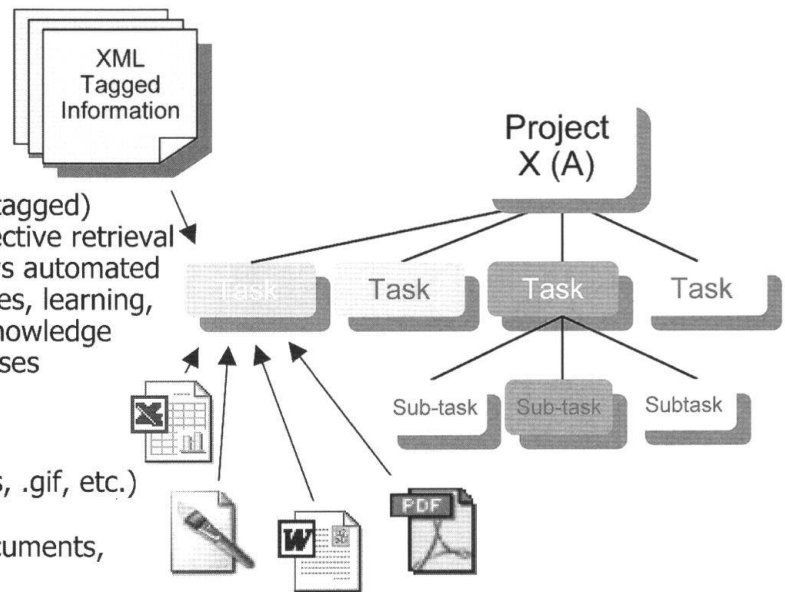 XML
Tagged
Information
Project
X (A)
tagged)
ective retrieval
s automated
es, learning,
nowledge
ses
Task
Task
Task
Task
Sub-task
Sub-task
Subtask
X
s, .gif, etc.)
cuments,
W
PDF